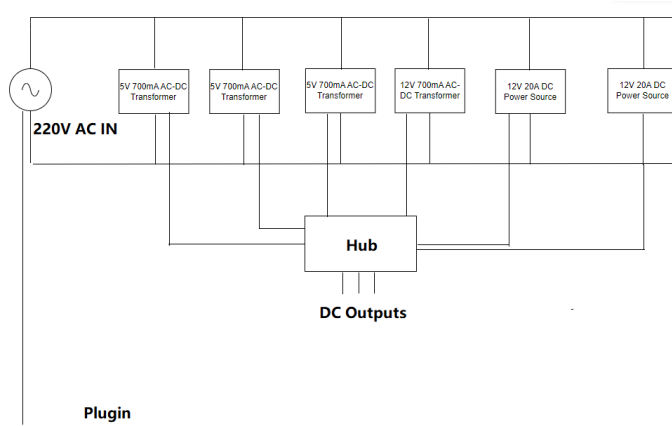 5V 700mA AC-DC
Transformer
5V 700mA AC-DC
Transformer
5V 700mA AC-DC
Transformer
12V 700mA AC-
DC Transformer
12V 20A DC
Power Source
12V 20A DC
Power Source
220V AC IN
Hub
DC Outputs
Plugin